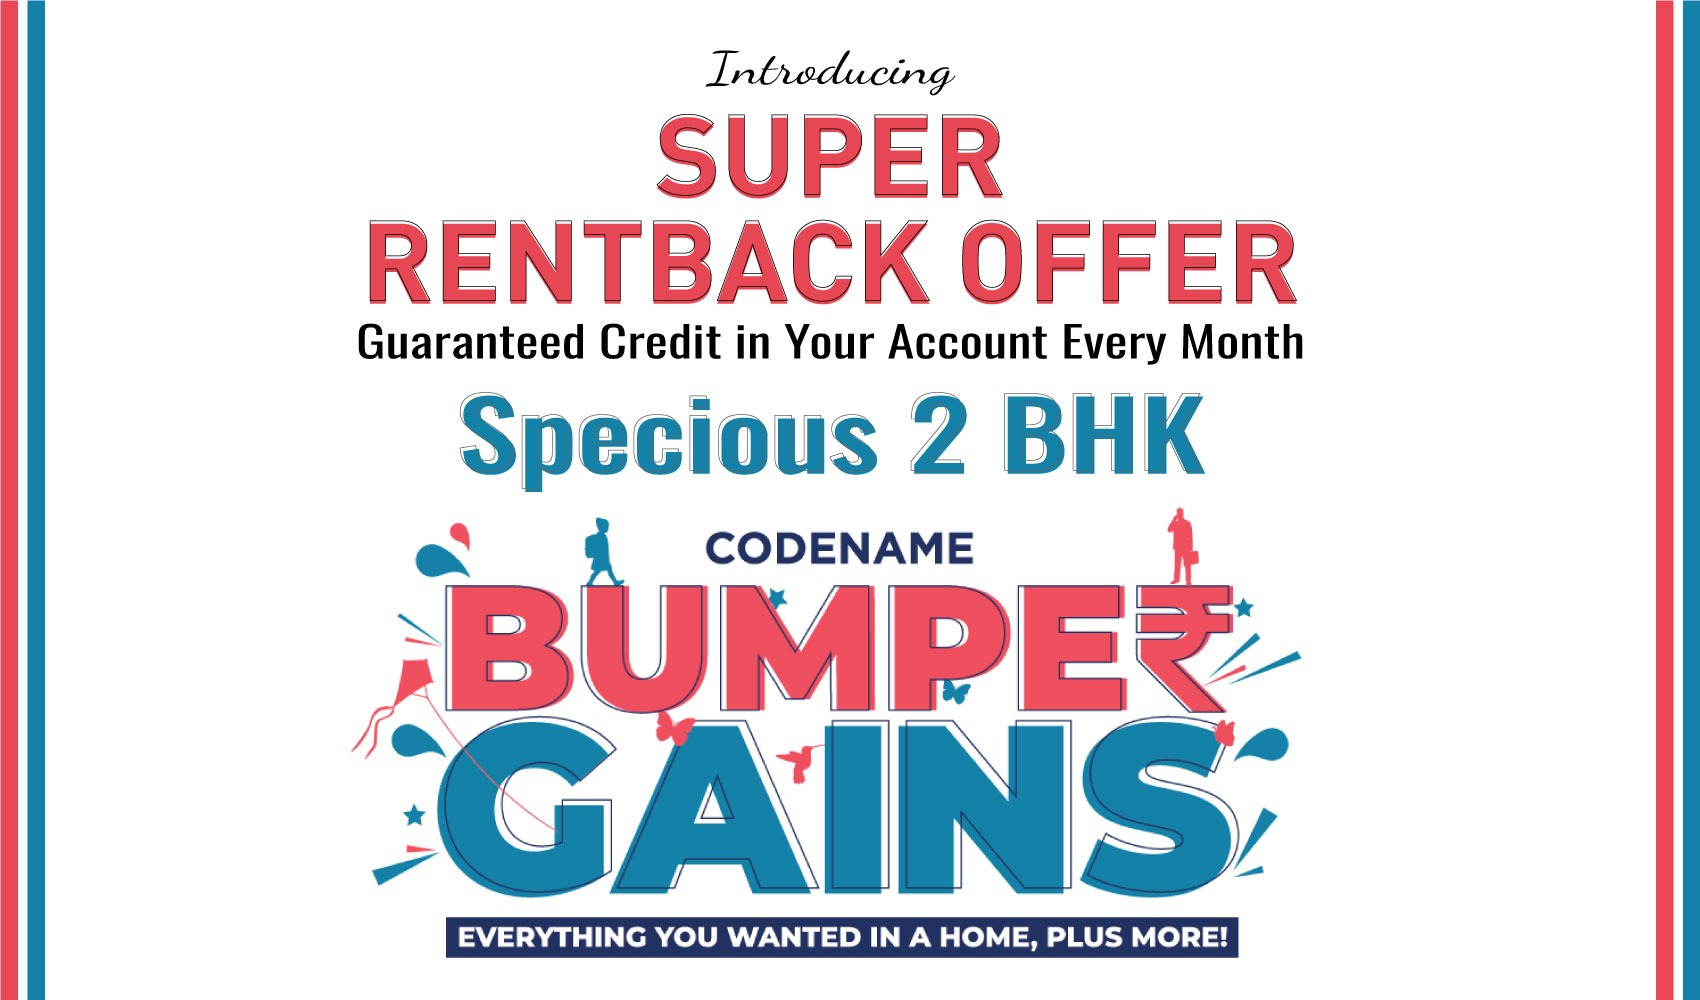 Introducing
SUPER
RENTBACK OFFER
Guaranteed Credit in Your Account Every Month
Specious 2 BHK
CODENAME
BUMPE₹
GAINS
EVERYTHING YOU WANTED IN A HOME, PLUS MORE!